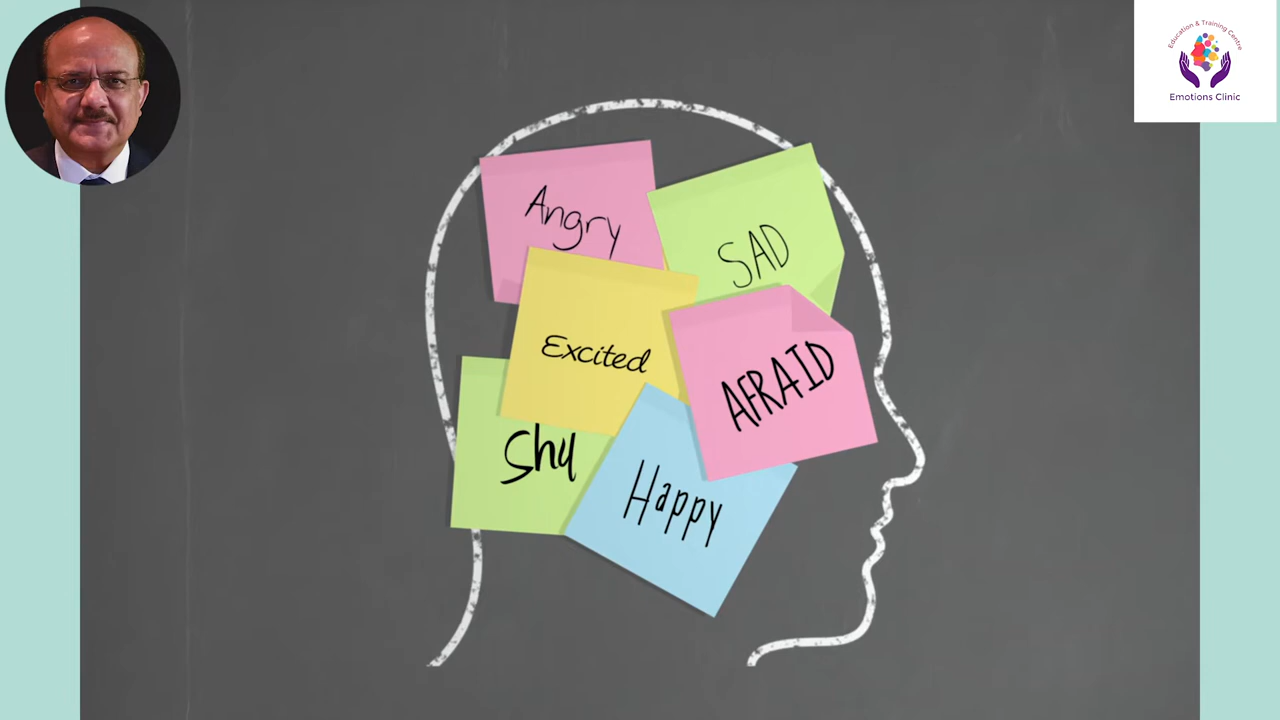 Education & Training Centre
Emotions Clinic
Angry
SAD
Excited
AFRAID
Shy
Happy